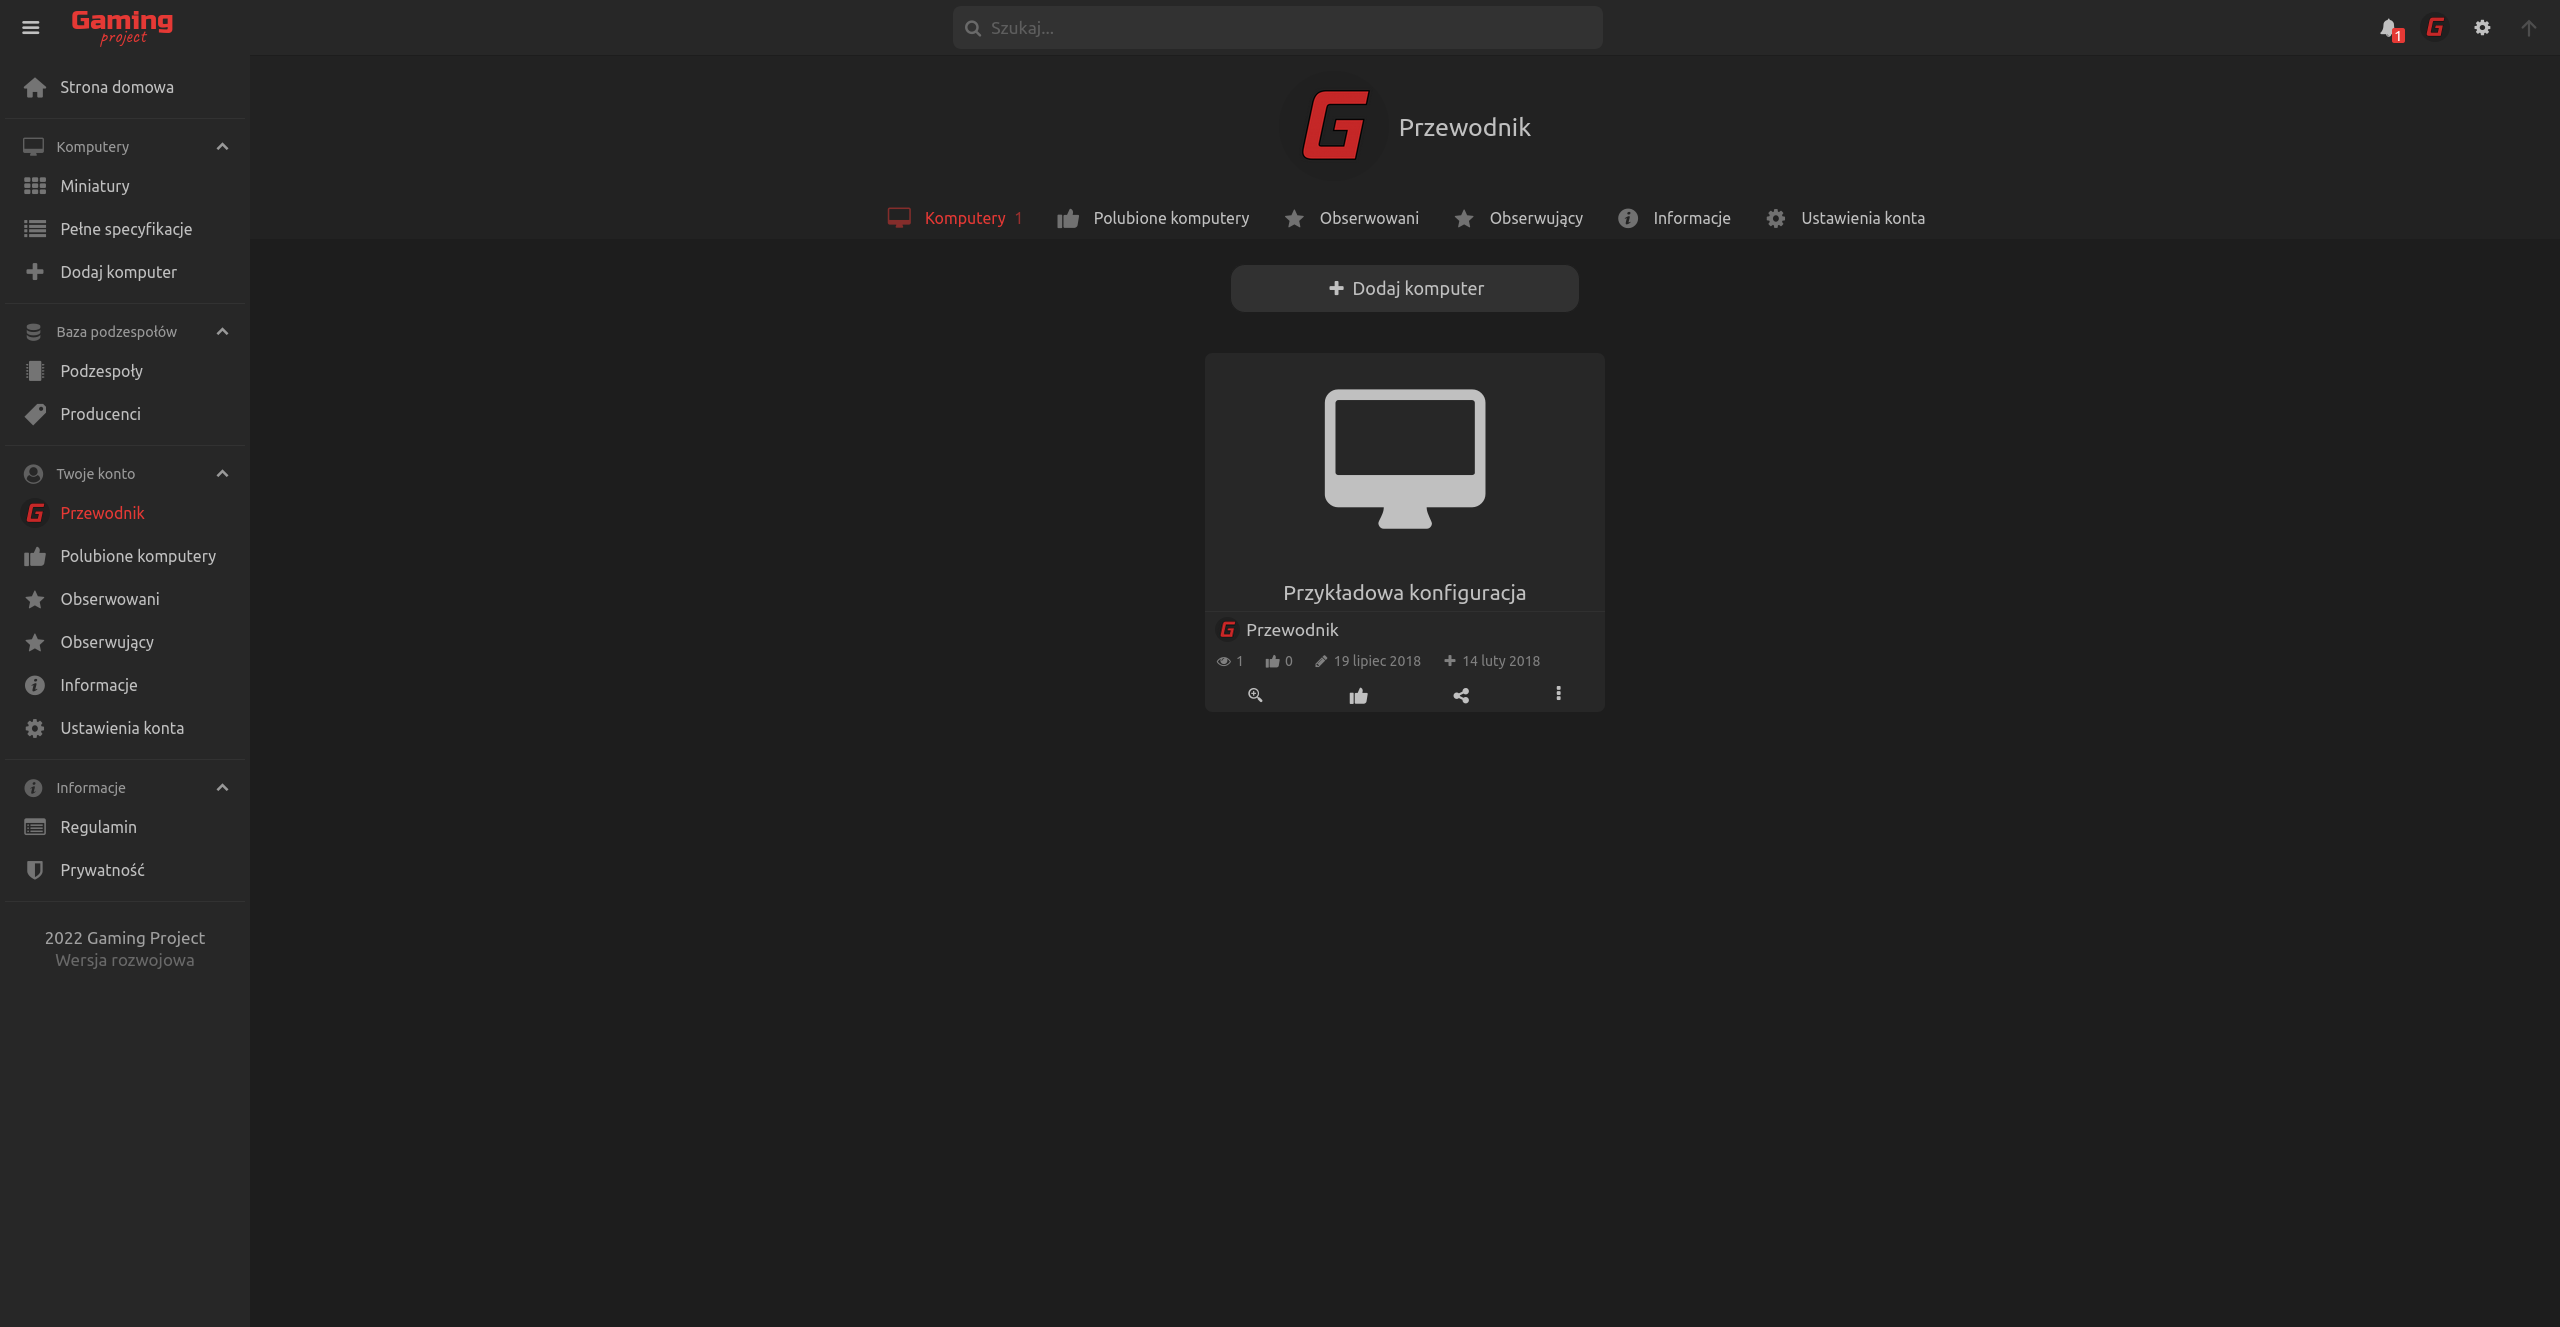 Gaming
project
Szukaj...
1
Strona domowa
Komputery
Miniatury
Pełne specyfikacje
Dodaj komputer
Baza podzespołów
Podzespoły
Producenci
Twoje konto
Przewodnik
Polubione komputery
Obserwowani
Obserwujący
Informacje
Ustawienia konta
Informacje
Regulamin
Prywatność
2022 Gaming Project
Wersja rozwojowa
Przewodnik
Komputery 1 Polubione komputery Obserwowani Obserwujący Informacje Ustawienia konta
Dodaj komputer
Przykładowa konfiguracja
Przewodnik
1 0 19 lipiec 2018 14 luty 2018